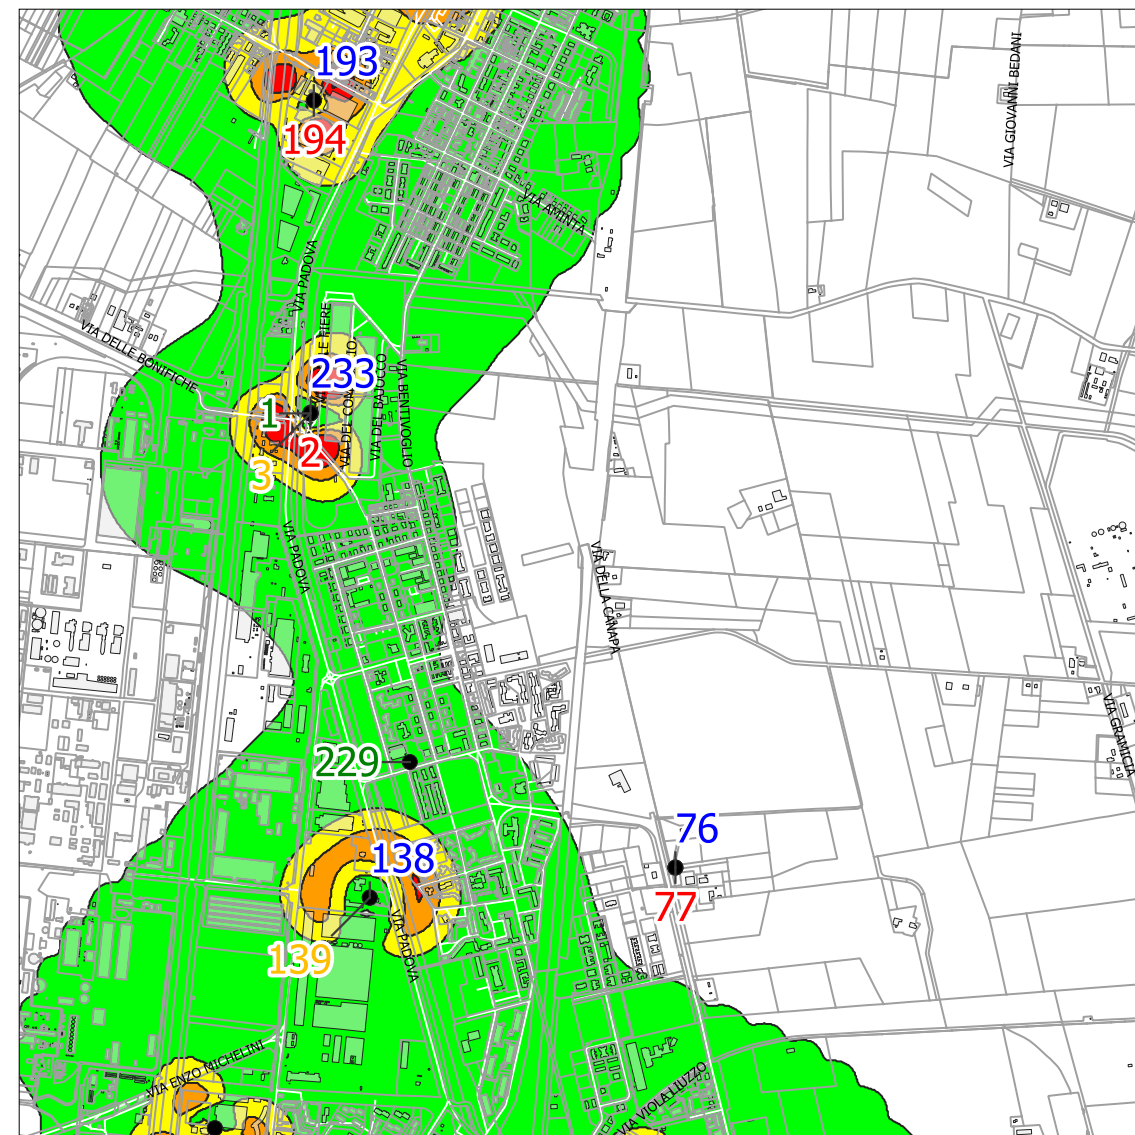 193
VIA GIOVANNI BEDANI
194
VIA AMINTA
VIA PADOVA
VIA DELLE BONIFICHE
233
VIA DEL BAIOCCO
VIA BENTIVOGLIO
1
2
3
VIA PADOVA
VIA DELLA CANAPA
VIA GRAMICIA
229
76
138
77
VIA PADOVA
139
VIA ENZO MICHELINI
VIA VIOLA LIUZZO